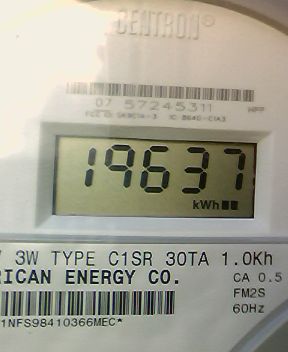 CENTRON®
07 57245311
19637
kWh
3W TYPE C1SR 30TA 1.0Kh
RICAN ENERGY CO.
CA 0.5
FM2S
60Hz
1NFS98410366MEC*